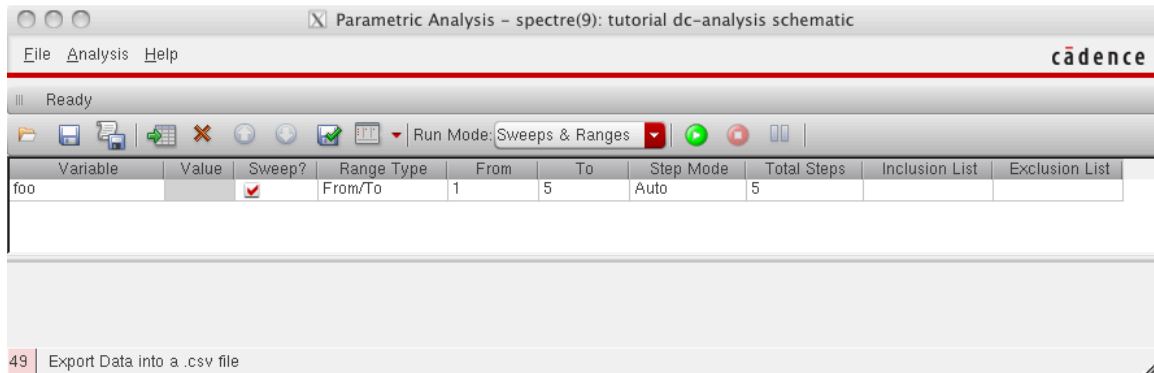 Parametric Analysis – spectre(9): tutorial dc-analysis schematic
File Analysis Help cādence
Ready
Run Mode: Sweeps & Ranges
Variable Value Sweep? Range Type From To Step Mode Total Steps Inclusion List Exclusion List
foo From/To 1 5 Auto 5
49 Export Data into a .csv file